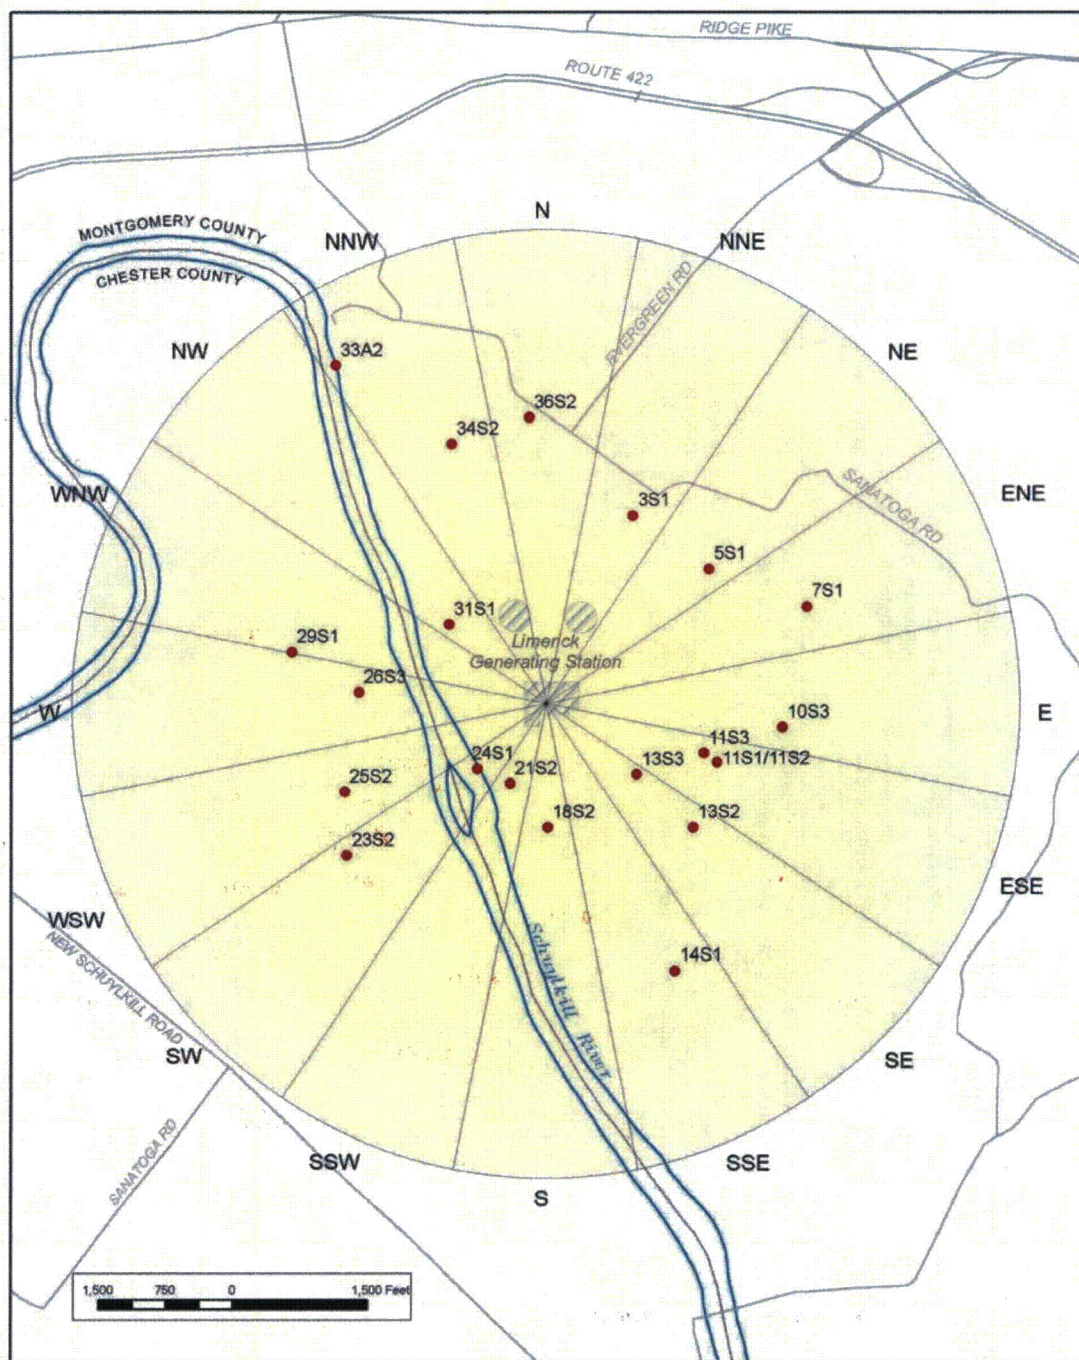 RIDGE PIKE
ROUTE 422
N
MONTGOMERY COUNTY
NNW
NNE
CHESTER COUNTY
EVERGREEN RD
NW
33A2
NE
36S2
34S2
WNW
3S1
SANATOGA RD
ENE
5S1
7S1
31S1
29S1
Limerick
Generating Station
26S3
W
10S3
E
11S3
24S1
13S3
11S1/11S2
25S2
21S2
18S2
13S2
23S2
ESE
WSW
NEW SCHUYLKILL ROAD
Schuylkill River
14S1
SW
SE
SANATOGA RD
SSW
SSE
S
1,500 750 0 1,500 Feet